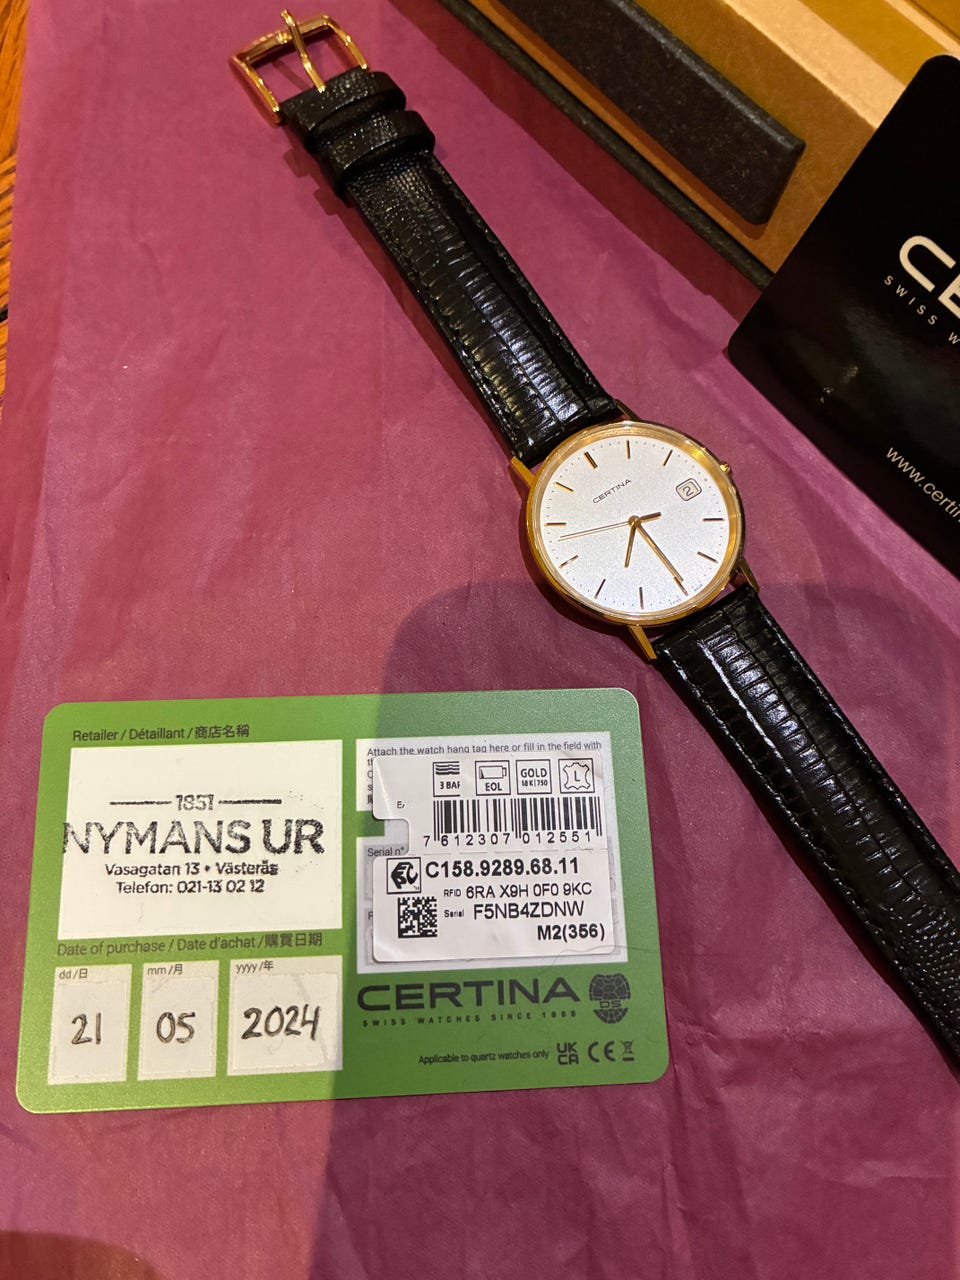 CERTINA
2
SWISS
www.certin
Retailer / Détaillant / 商店名稱
1851
NYMANS UR
Vasagatan 13 • Västerås
Telefon: 021-13 02 12
Date of purchase / Date d'achat / 購買日期
dd / 日
mm / 月
yyyy / 年
21
05
2024
Attach the watch hang tag here or fill in the field with
3 BAR
EOL
GOLD
18K 750
L
7 612307 012551
Serial n°
C158.9289.68.11
RFID 6RA X9H 0F0 9KC
Serial F5NB4ZDNW
M2(356)
CERTINA
DS
SWISS WATCHES SINCE 1888
Applicable to quartz watches only
UK
CA
CE